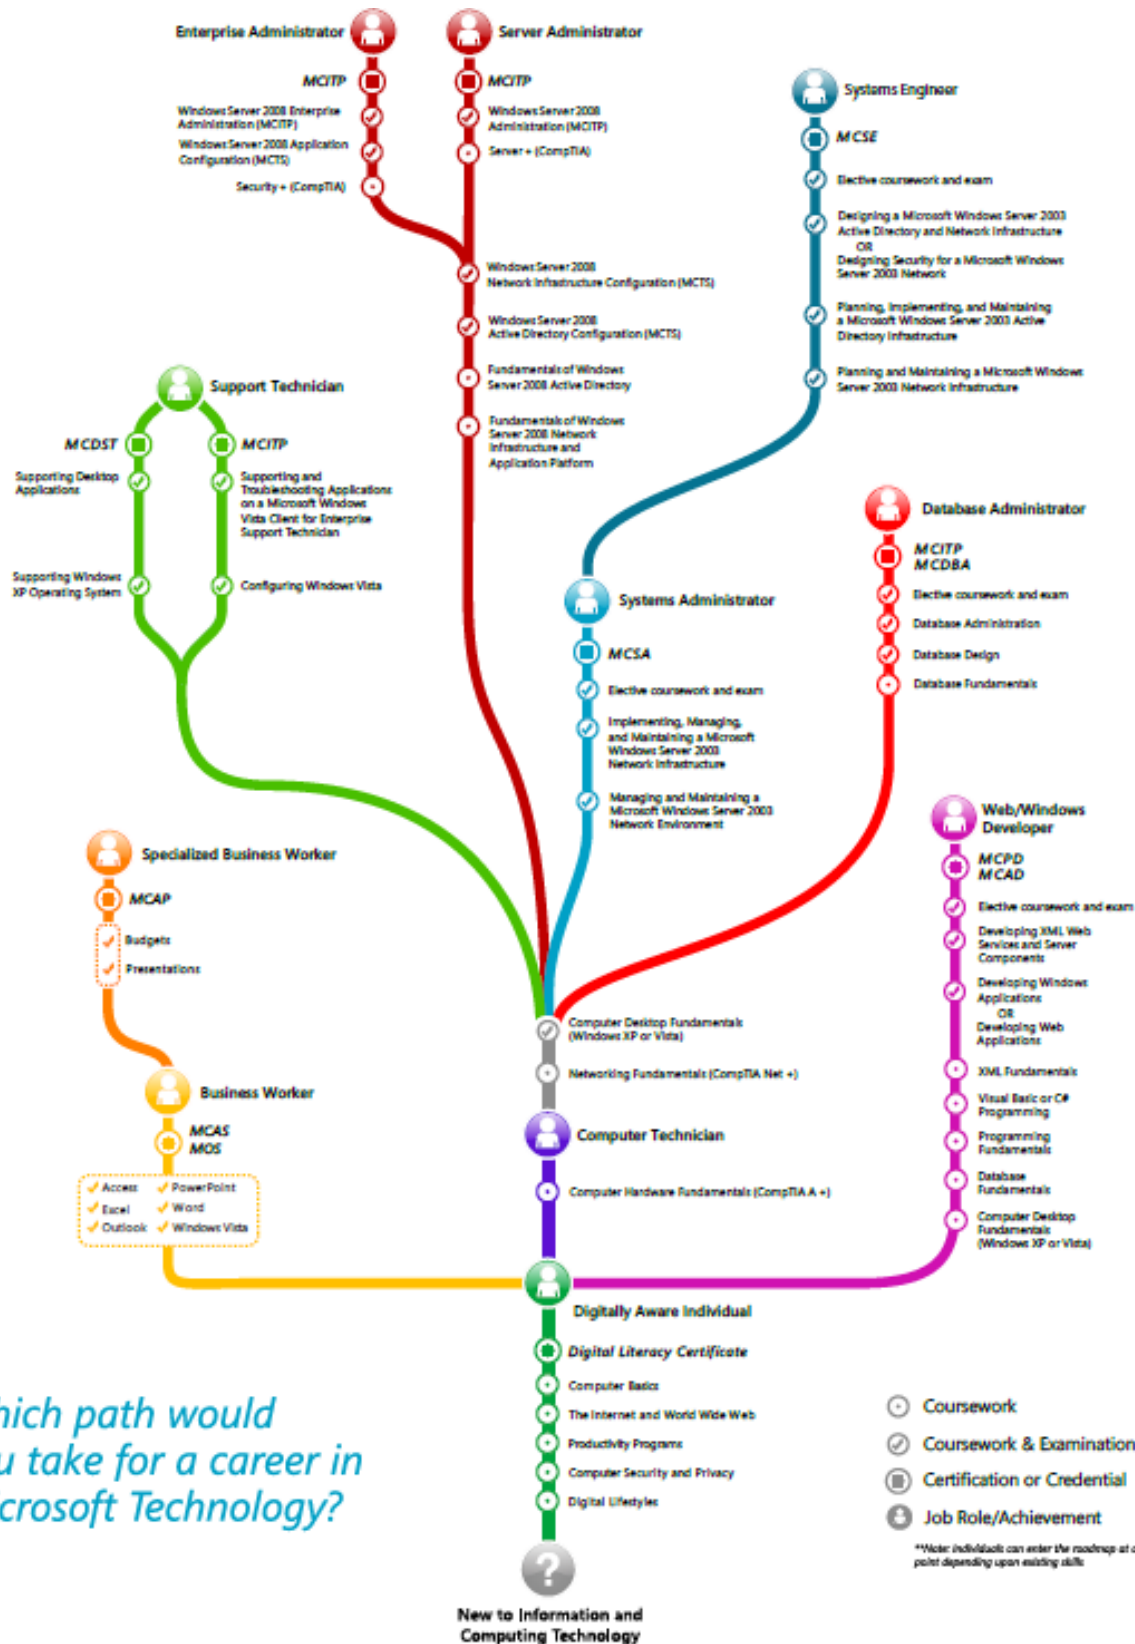 Enterprise Administrator
MCITP
Windows Server 2008 Enterprise
Administration (MCITP)
Windows Server 2008 Application
Configuration (MCTS)
Security + (CompTIA)
Server Administrator
MCITP
Windows Server 2008
Administration (MCITP)
Server + (CompTIA)
Windows Server 2008
Network Infrastructure Configuration (MCTS)
Windows Server 2008
Active Directory Configuration (MCTS)
Fundamentals of Windows
Server 2008 Active Directory
Fundamentals of Windows
Server 2008 Network
Infrastructure and
Application Platform
Systems Engineer
MCSE
Elective coursework and exam
Designing a Microsoft Windows Server 2003
Active Directory and Network Infrastructure
OR
Designing Security for a Microsoft Windows
Server 2003 Network
Planning, Implementing, and Maintaining
a Microsoft Windows Server 2003 Active
Directory Infrastructure
Planning and Maintaining a Microsoft Windows
Server 2003 Network Infrastructure
Support Technician
MCDST
Supporting Desktop
Applications
Supporting Windows
XP Operating System
MCITP
Supporting and
Troubleshooting Applications
on a Microsoft Windows
Vista Client for Enterprise
Support Technician
Configuring Windows Vista
Systems Administrator
MCSA
Elective coursework and exam
Implementing, Managing,
and Maintaining a Microsoft
Windows Server 2003
Network Infrastructure
Managing and Maintaining a
Microsoft Windows Server 2003
Network Environment
Database Administrator
MCITP
MCDBA
Elective coursework and exam
Database Administration
Database Design
Database Fundamentals
Web/Windows
Developer
MCPD
MCAD
Elective coursework and exam
Developing XML Web
Services and Server
Components
Developing Windows
Applications
OR
Developing Web
Applications
XML Fundamentals
Visual Basic or C#
Programming
Programming
Fundamentals
Database
Fundamentals
Computer Desktop
Fundamentals
(Windows XP or Vista)
Specialized Business Worker
MCAP
Budgets
Presentations
Business Worker
MCAS
MOS
Access
Excel
Outlook
PowerPoint
Word
Windows Vista
Computer Desktop Fundamentals
(Windows XP or Vista)
Networking Fundamentals (CompTIA Net +)
Computer Technician
Computer Hardware Fundamentals (CompTIA A +)
Digitally Aware Individual
Digital Literacy Certificate
Computer Basics
The Internet and World Wide Web
Productivity Programs
Computer Security and Privacy
Digital Lifestyles
?
New to Information and
Computing Technology
hich path would
u take for a career in
icrosoft Technology?
Coursework
Coursework & Examination
Certification or Credential
Job Role/Achievement
**Note: Individuals can enter the roadmap at
point depending upon existing skills